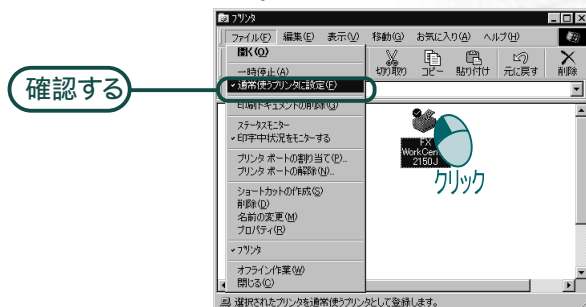 プリンタ
ファイル(F) 編集(E) 表示(V) 移動(G) お気に入り(A) ヘルプ(H)
開く(O)
一時停止(A)
通常使うプリンタに設定(F)
印刷ドキュメントの削除(G)
ステータスモニター
印字中状況をモニターする
プリンタ ポートの割り当て(P)...
プリンタ ポートの解除(N)...
ショートカットの作成(S)
削除(D)
名前の変更(M)
プロパティ(R)
プリンタ
オフライン作業(W)
閉じる(C)
切り取り コピー 貼り付け 元に戻す 削除
確認する
FX
WorkCen
2150J
クリック
選択されたプリンタを通常使うプリンタとして登録します。